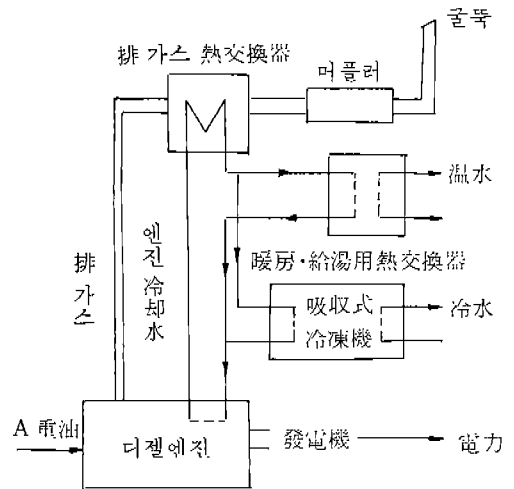 굴뚝
排 가스 熱交換器
머플러
温水
엔진 冷却水
排 가스
暖房·給湯用熱交換器
吸収式
冷凍機
冷水
A 重油
디젤엔진
發電機
電力